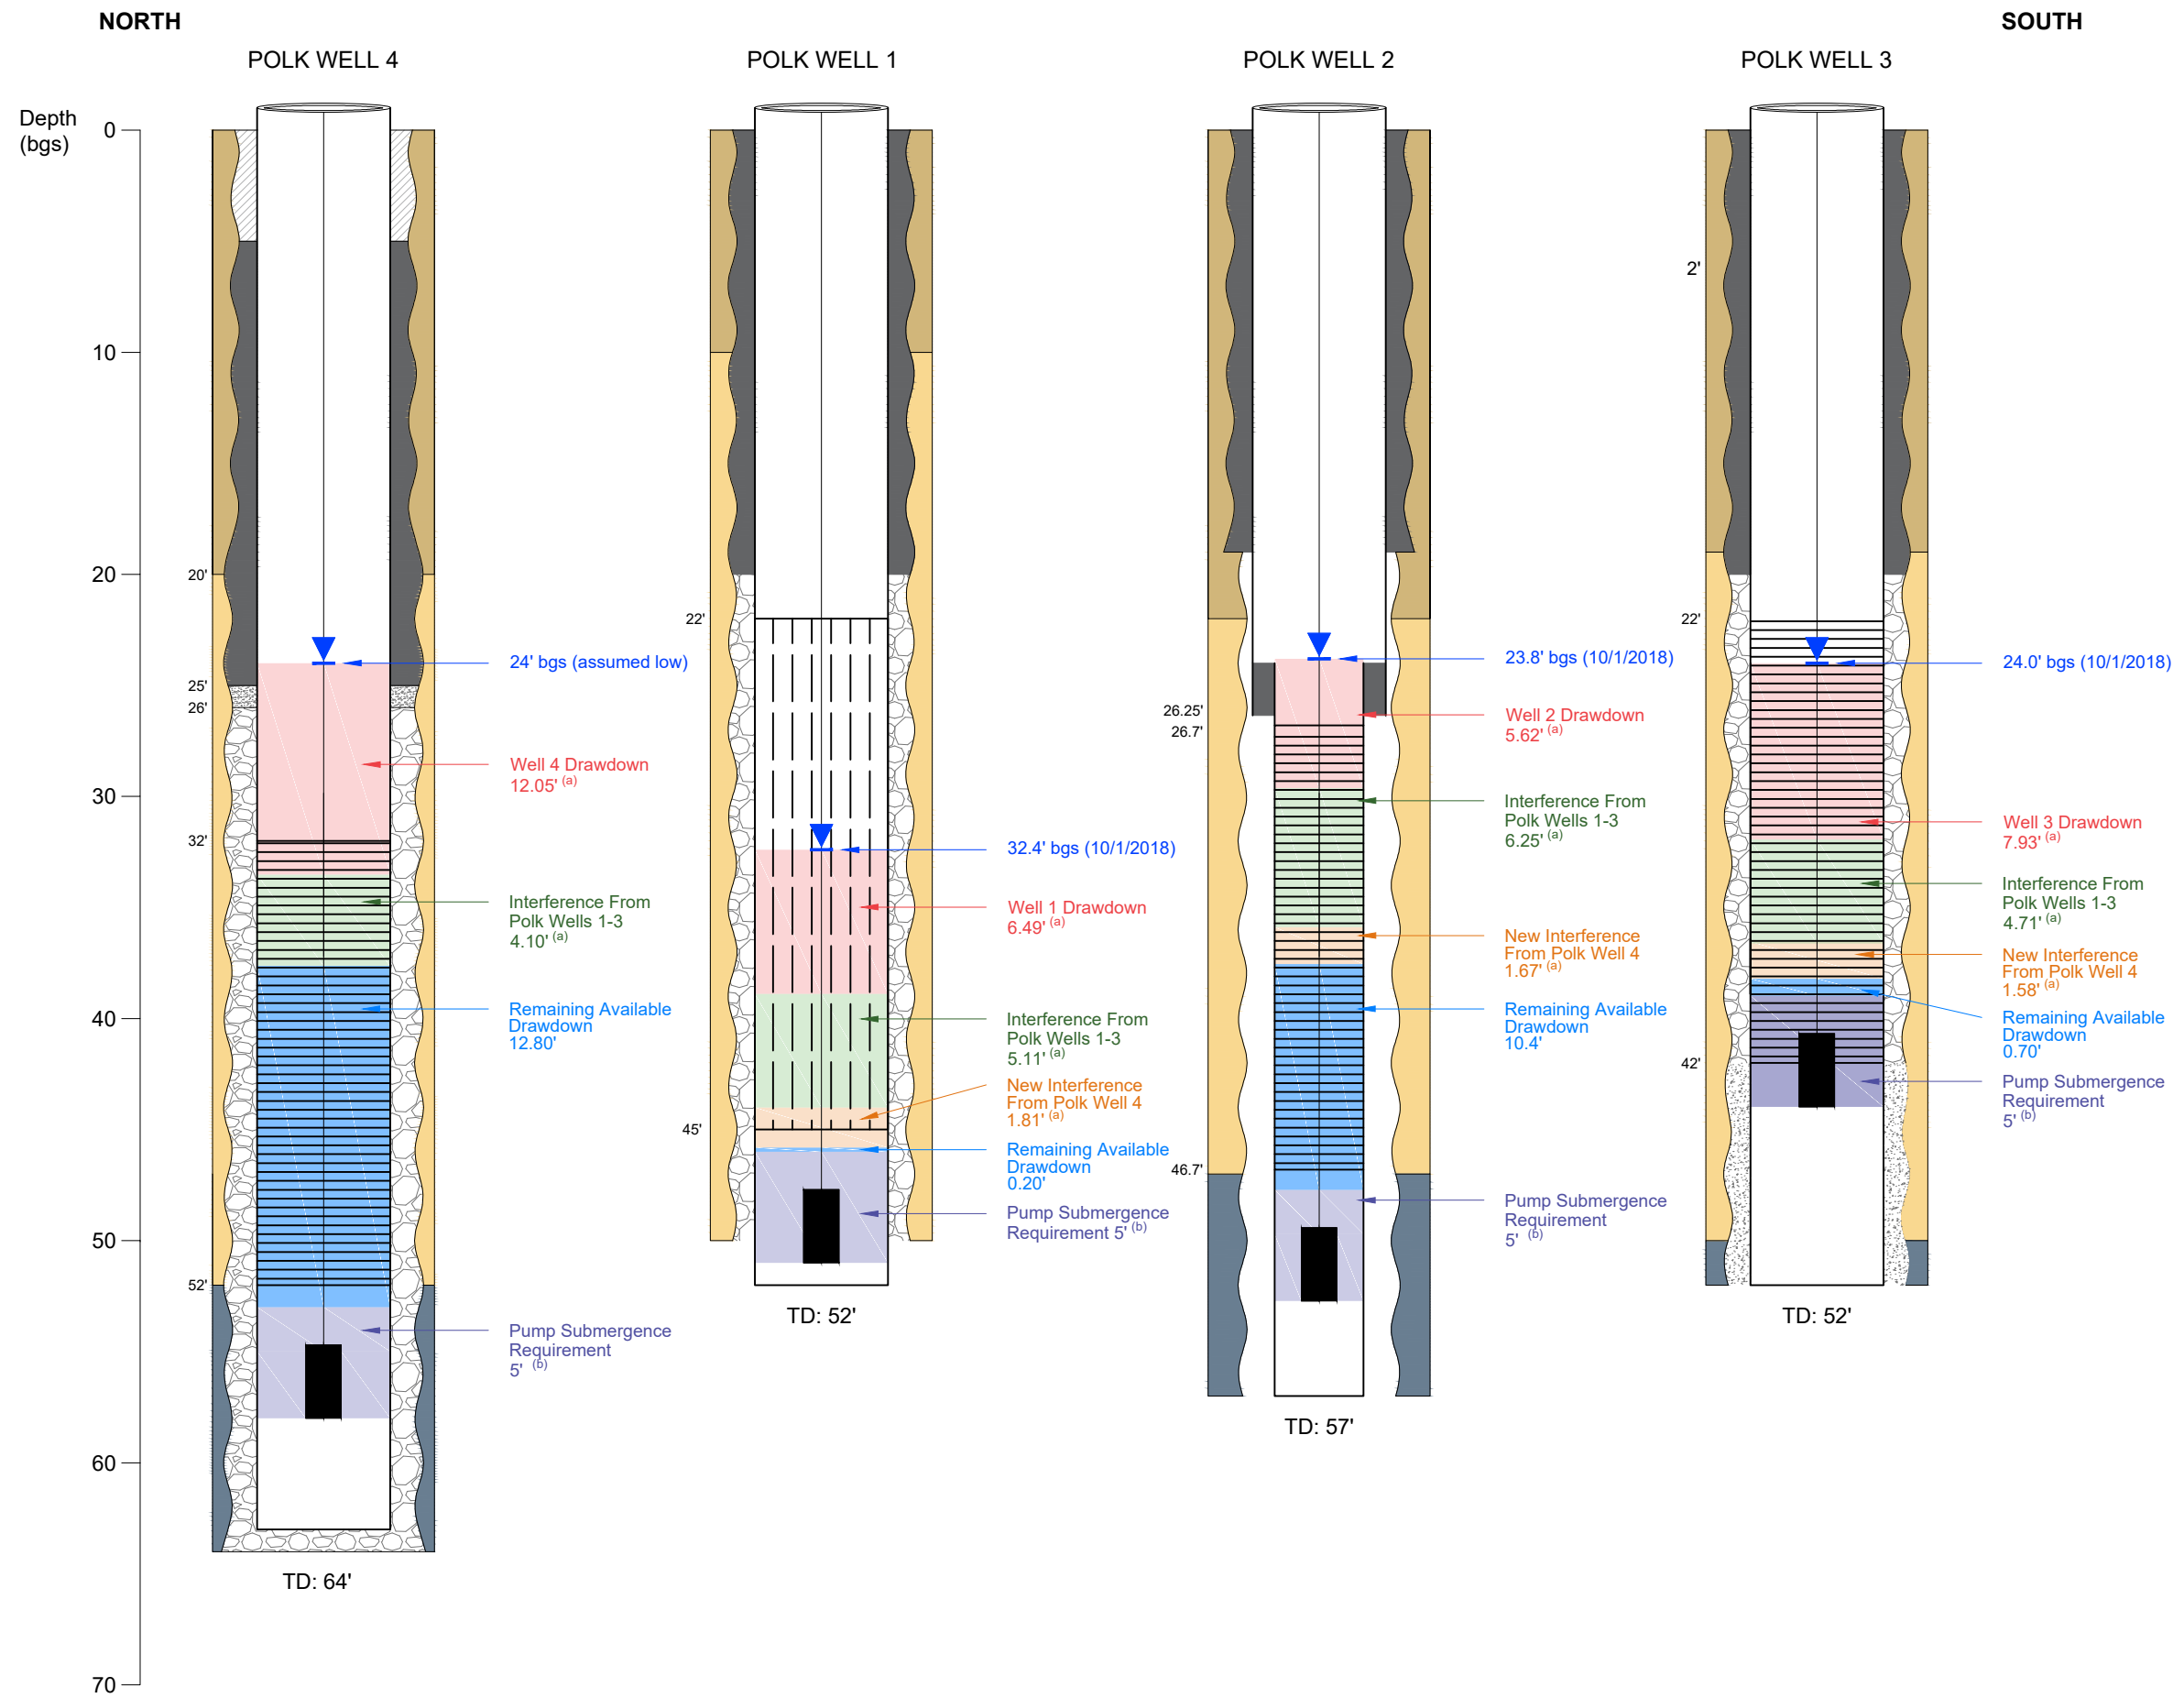 NORTH
SOUTH
POLK WELL 4
POLK WELL 1
POLK WELL 2
POLK WELL 3
Depth
(bgs)
0
10
20
30
40
50
60
70
20'
25'
26'
32'
52'
24' bgs (assumed low)
Well 4 Drawdown
12.05' (a)
Interference From
Polk Wells 1-3
4.10' (a)
Remaining Available
Drawdown
12.80'
Pump Submergence
Requirement
5' (b)
TD: 64'
22'
45'
32.4' bgs (10/1/2018)
Well 1 Drawdown
6.49' (a)
Interference From
Polk Wells 1-3
5.11' (a)
New Interference
From Polk Well 4
1.81' (a)
Remaining Available
Drawdown
0.20'
Pump Submergence
Requirement 5' (b)
TD: 52'
26.25'
26.7'
46.7'
23.8' bgs (10/1/2018)
Well 2 Drawdown
5.62' (a)
Interference From
Polk Wells 1-3
6.25' (a)
New Interference
From Polk Well 4
1.67' (a)
Remaining Available
Drawdown
10.4'
Pump Submergence
Requirement
5' (b)
TD: 57'
2'
22'
42'
24.0' bgs (10/1/2018)
Well 3 Drawdown
7.93' (a)
Interference From
Polk Wells 1-3
4.71' (a)
New Interference
From Polk Well 4
1.58' (a)
Remaining Available
Drawdown
0.70'
Pump Submergence
Requirement
5' (b)
TD: 52'